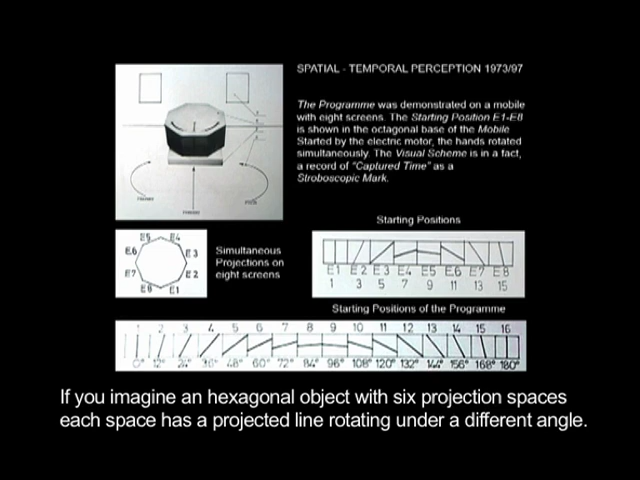 SPATIAL - TEMPORAL PERCEPTION 1973/97
The Programme was demonstrated on a mobile
with eight screens. The Starting Position E1-E8
is shown in the octagonal base of the Mobile
Started by the electric motor, the hands rotated
simultaneously. The Visual Scheme is in a fact,
a record of "Captured Time" as a
Stroboscopic Mark.
Starting Positions
E1 E2 E3 E4 E5 E6 E7 E8
1 3 5 7 9 11 13 15
E5 E4
E6 E3
E7 E2
E8 E1
Simultaneous
Projections on
eight screens
Starting Positions of the Programme
1 2 3 4 5 6 7 8 9 10 11 12 13 14 15 16
0° 12° 24° 36° 48° 60° 72° 84° 96° 108° 120° 132° 144° 156° 168° 180°
If you imagine an hexagonal object with six projection spaces
each space has a projected line rotating under a different angle.